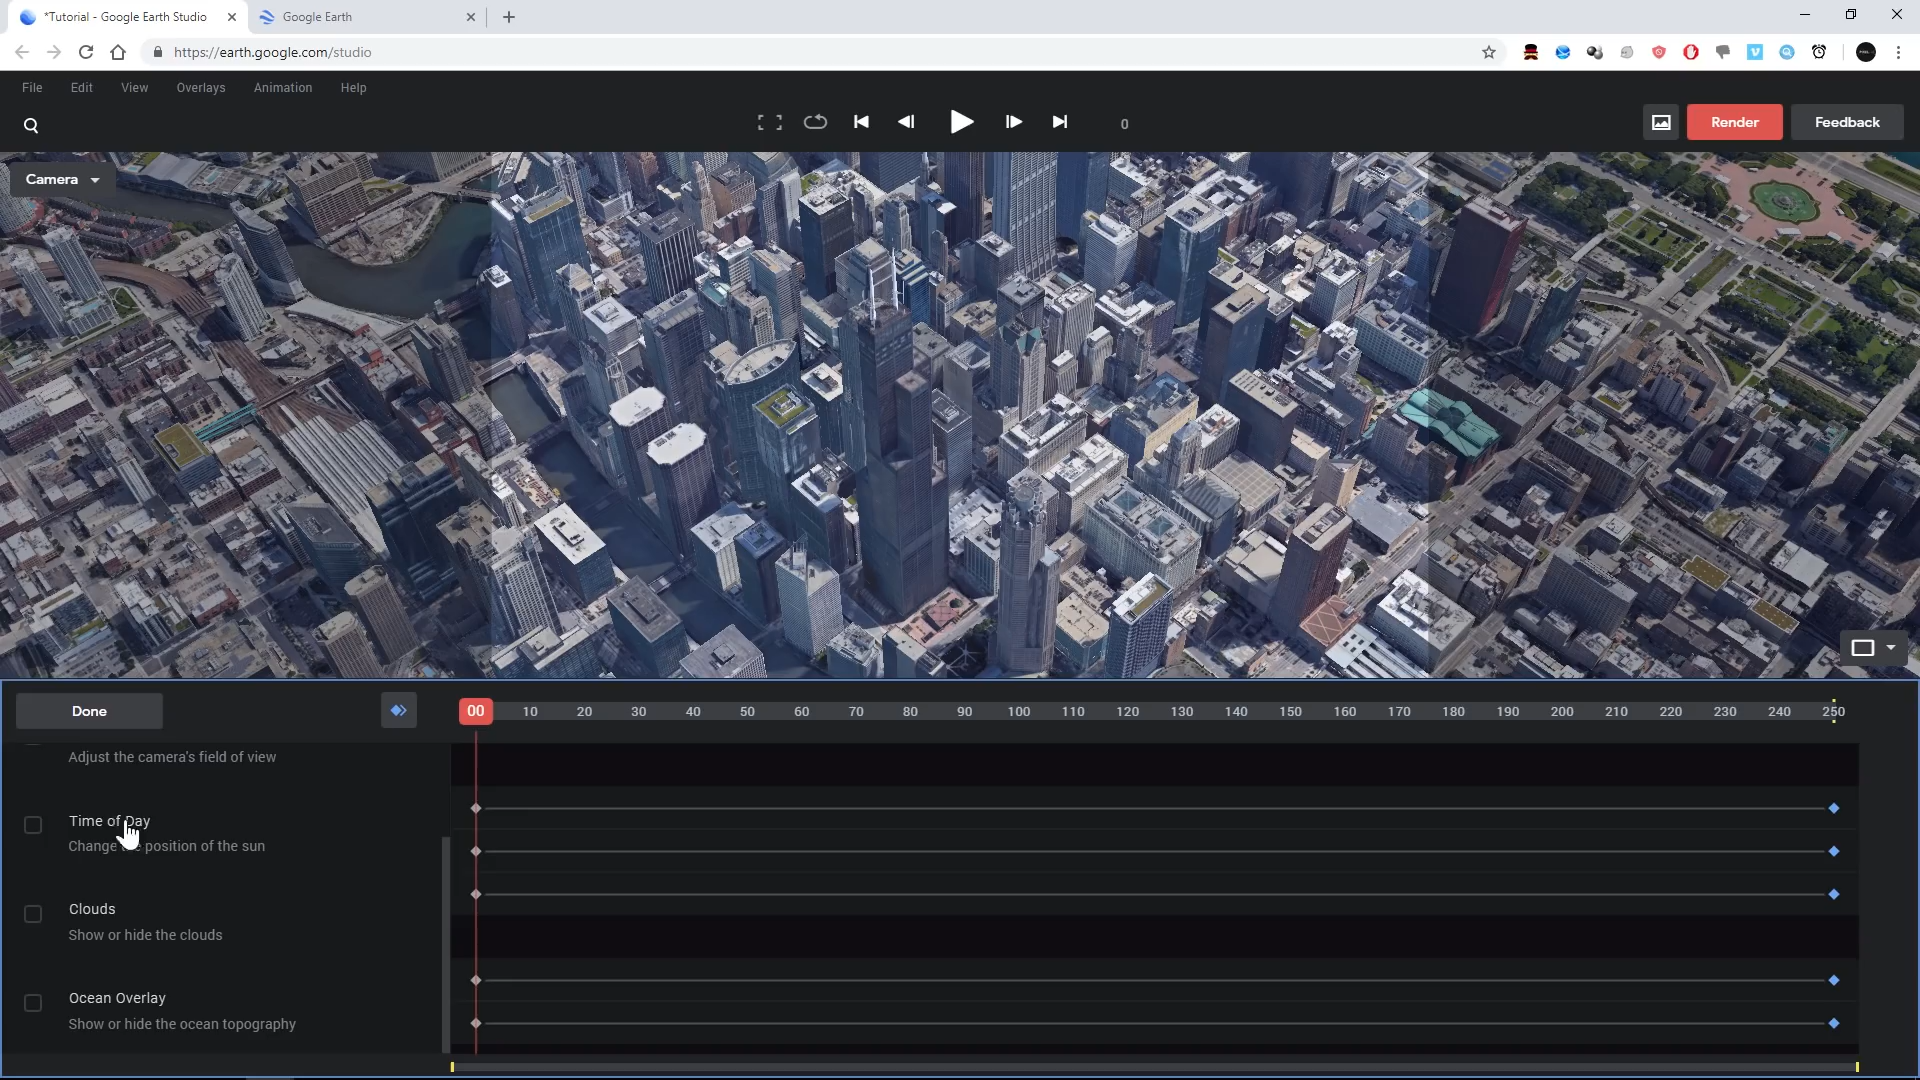 *Tutorial - Google Earth Studio
Google Earth
https://earth.google.com/studio
File Edit View Overlays Animation Help
0
Render
Feedback
Camera
Done
00 10 20 30 40 50 60 70 80 90 100 110 120 130 140 150 160 170 180 190 200 210 220 230 240 250
Adjust the camera's field of view
Time of Day
Change position of the sun
Clouds
Show or hide the clouds
Ocean Overlay
Show or hide the ocean topography